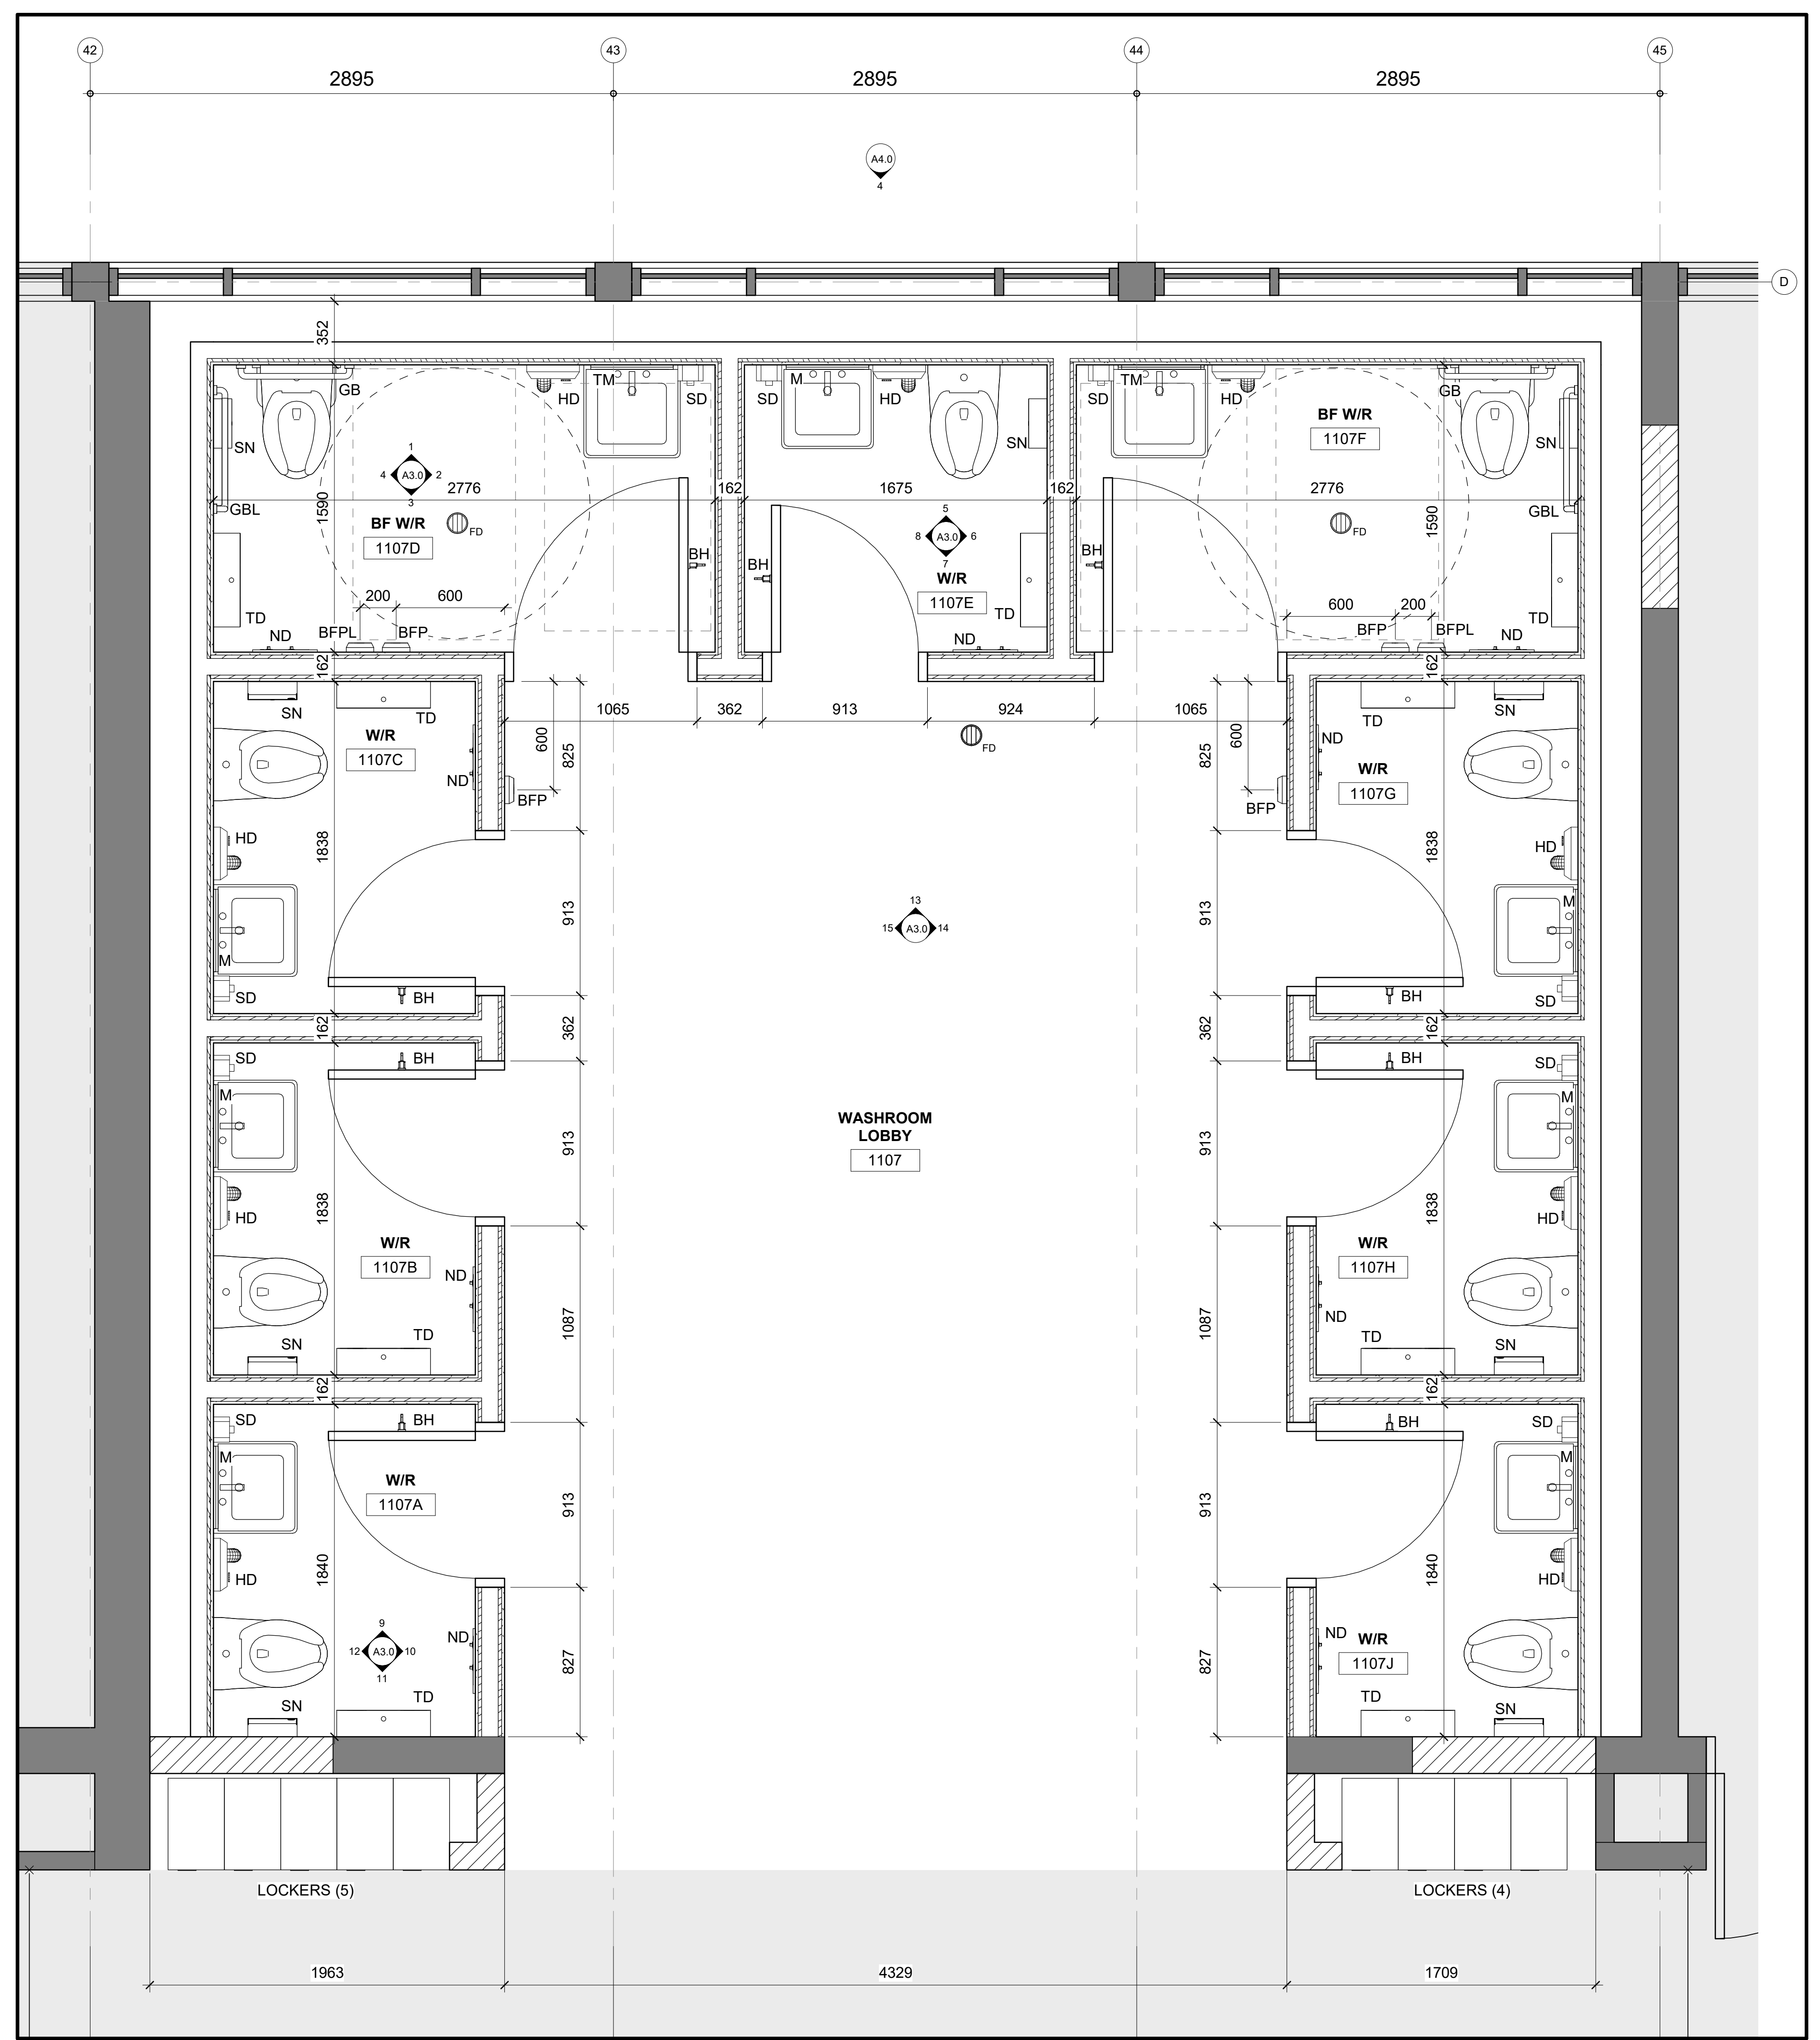 42
43
44
45
2895
2895
2895
A4.0
4
D
352
GB
HD
TM
SD
SD
M
HD
SN
SD
TM
HD
GB
BF W/R
1107F
SN
SN
1
4
A3.0
2
3
2776
162
1675
162
2776
GBL
1590
BF W/R
1107D
FD
5
8
A3.0
6
7
FD
1590
GBL
BH
BH
BH
W/R
1107E
200
600
600
200
TD
ND
BFPL
BFP
TD
ND
BFP
BFPL
ND
TD
162
162
SN
TD
1065
362
913
924
1065
TD
SN
W/R
1107C
ND
600
825
FD
825
600
ND
W/R
1107G
BFP
BFP
HD
1838
1838
HD
M
913
13
15
A3.0
14
913
M
SD
BH
BH
SD
162
362
362
162
SD
BH
BH
SD
M
913
WASHROOM
LOBBY
1107
913
M
HD
1838
1838
HD
W/R
1107B
ND
W/R
1107H
ND
SN
TD
1087
1087
TD
SN
162
162
SD
BH
BH
SD
M
W/R
1107A
913
913
M
HD
1840
1840
HD
9
12
A3.0
10
11
ND
827
827
ND
W/R
1107J
SN
TD
TD
SN
LOCKERS (5)
LOCKERS (4)
1963
4329
1709